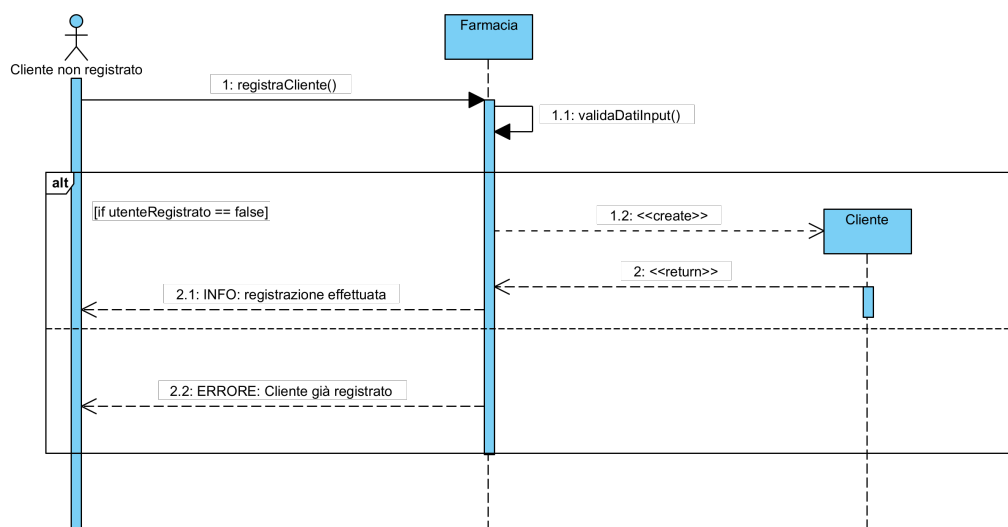 Farmacia
Cliente non registrato
1: registraCliente()
1.1: validaDatiInput()
alt
[if utenteRegistrato == false]
1.2: <<create>>
Cliente
2: <<return>>
2.1: INFO: registrazione effettuata
2.2: ERRORE: Cliente già registrato